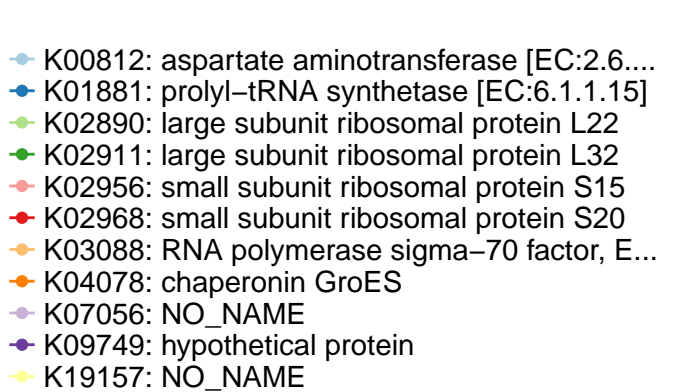 K00812: aspartate aminotransferase [EC:2.6....
K01881: prolyl−tRNA synthetase [EC:6.1.1.15]
K02890: large subunit ribosomal protein L22
K02911: large subunit ribosomal protein L32
K02956: small subunit ribosomal protein S15
K02968: small subunit ribosomal protein S20
K03088: RNA polymerase sigma−70 factor, E...
K04078: chaperonin GroES
K07056: NO_NAME
K09749: hypothetical protein
K19157: NO_NAME